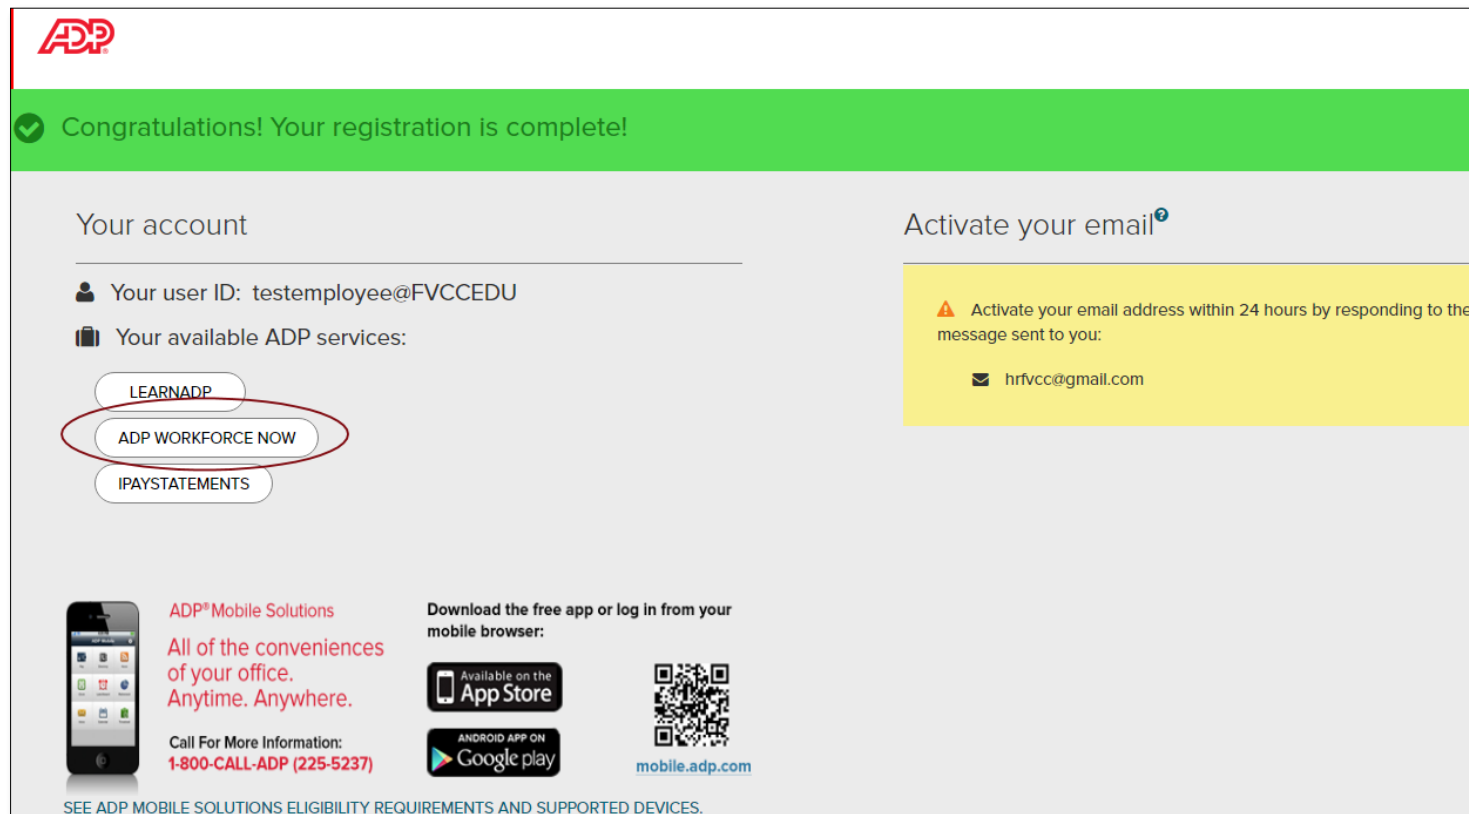 ADP
Congratulations! Your registration is complete!
Your account
Your user ID: testemployee@FVCCEDU
Your available ADP services:
LEARNADP
ADP WORKFORCE NOW
IPAYSTATEMENTS
Activate your email
Activate your email address within 24 hours by responding to the
message sent to you:
hrfvcc@gmail.com
ADP® Mobile Solutions
All of the conveniences
of your office.
Anytime. Anywhere.
Call For More Information:
1-800-CALL-ADP (225-5237)
Download the free app or log in from your
mobile browser:
Available on the
App Store
ANDROID APP ON
Google play
mobile.adp.com
SEE ADP MOBILE SOLUTIONS ELIGIBILITY REQUIREMENTS AND SUPPORTED DEVICES.